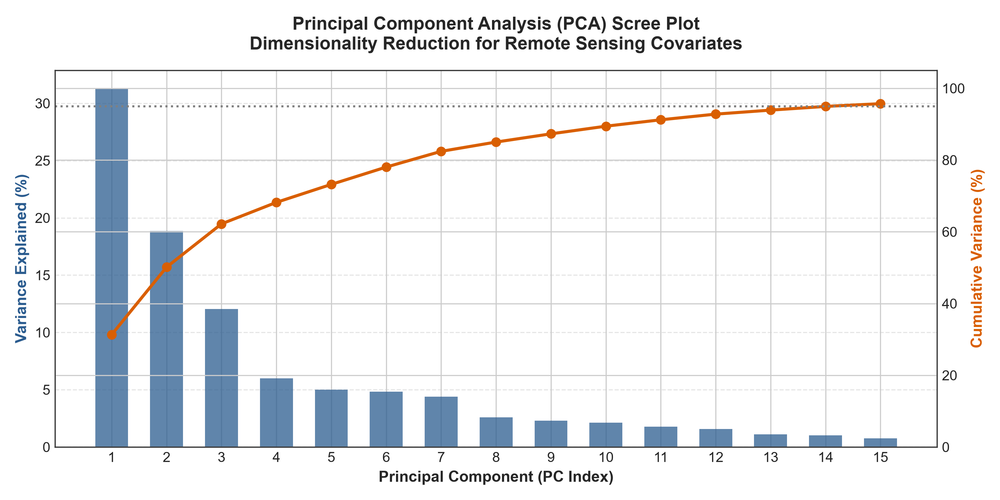 Principal Component Analysis (PCA) Scree Plot
Dimensionality Reduction for Remote Sensing Covariates
Variance Explained (%)
30
25
20
15
10
5
0
100
80
60
40
20
0
Cumulative Variance (%)
1 2 3 4 5 6 7 8 9 10 11 12 13 14 15
Principal Component (PC Index)